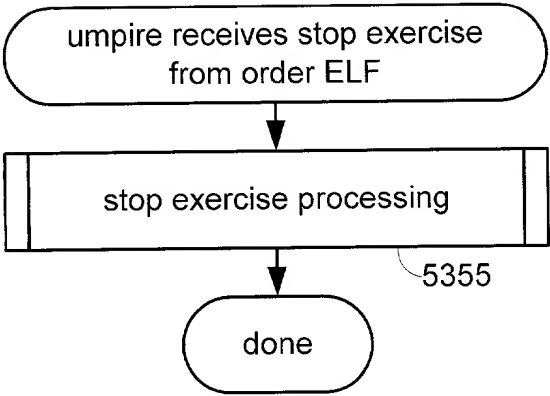 umpire receives stop exercise
from order ELF
stop exercise processing
5355
done